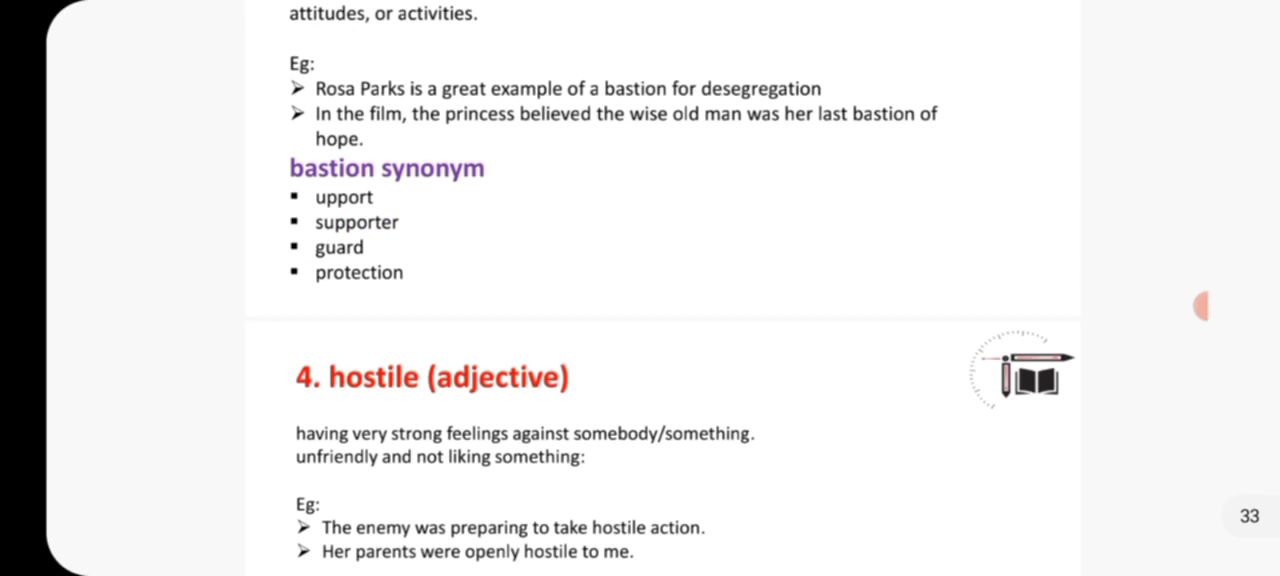 attitudes, or activities.
Eg:
➢ Rosa Parks is a great example of a bastion for desegregation
➢ In the film, the princess believed the wise old man was her last bastion of
hope.
bastion synonym
▪ upport
▪ supporter
▪ guard
▪ protection
4. hostile (adjective)
having very strong feelings against somebody/something.
unfriendly and not liking something:
Eg:
➢ The enemy was preparing to take hostile action.
➢ Her parents were openly hostile to me.
33